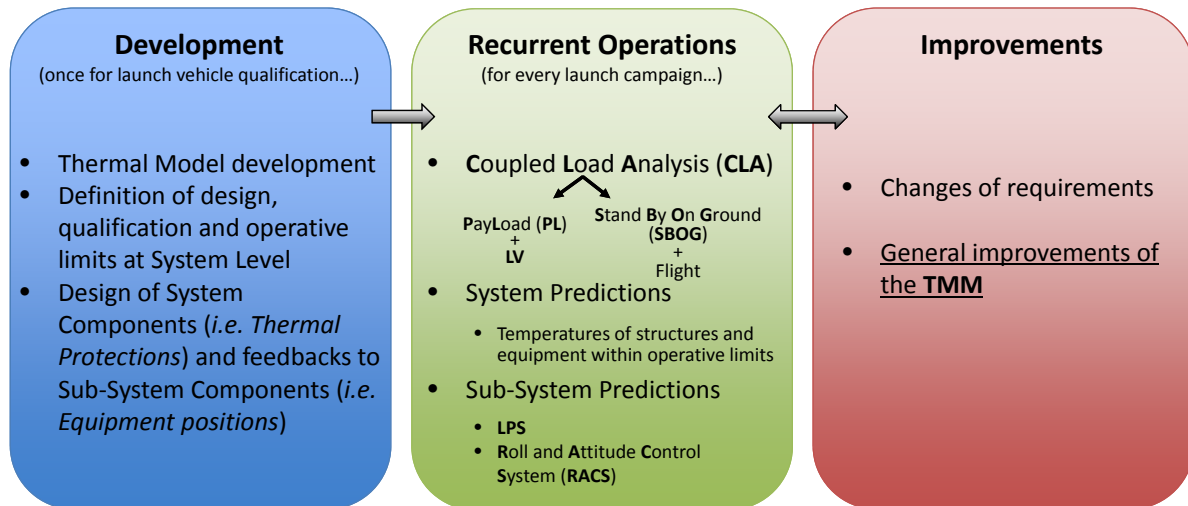 Development
(once for launch vehicle qualification…)
• Thermal Model development
• Definition of design,
qualification and operative
limits at System Level
• Design of System
Components (i.e. Thermal
Protections) and feedbacks to
Sub-System Components (i.e.
Equipment positions)
Recurrent Operations
(for every launch campaign…)
• Coupled Load Analysis (CLA)
PayLoad (PL)
+
LV
Stand By On Ground
(SBOG)
+
Flight
• System Predictions
• Temperatures of structures and
equipment within operative limits
• Sub-System Predictions
• LPS
• Roll and Attitude Control
System (RACS)
Improvements
• Changes of requirements
• General improvements of
the TMM